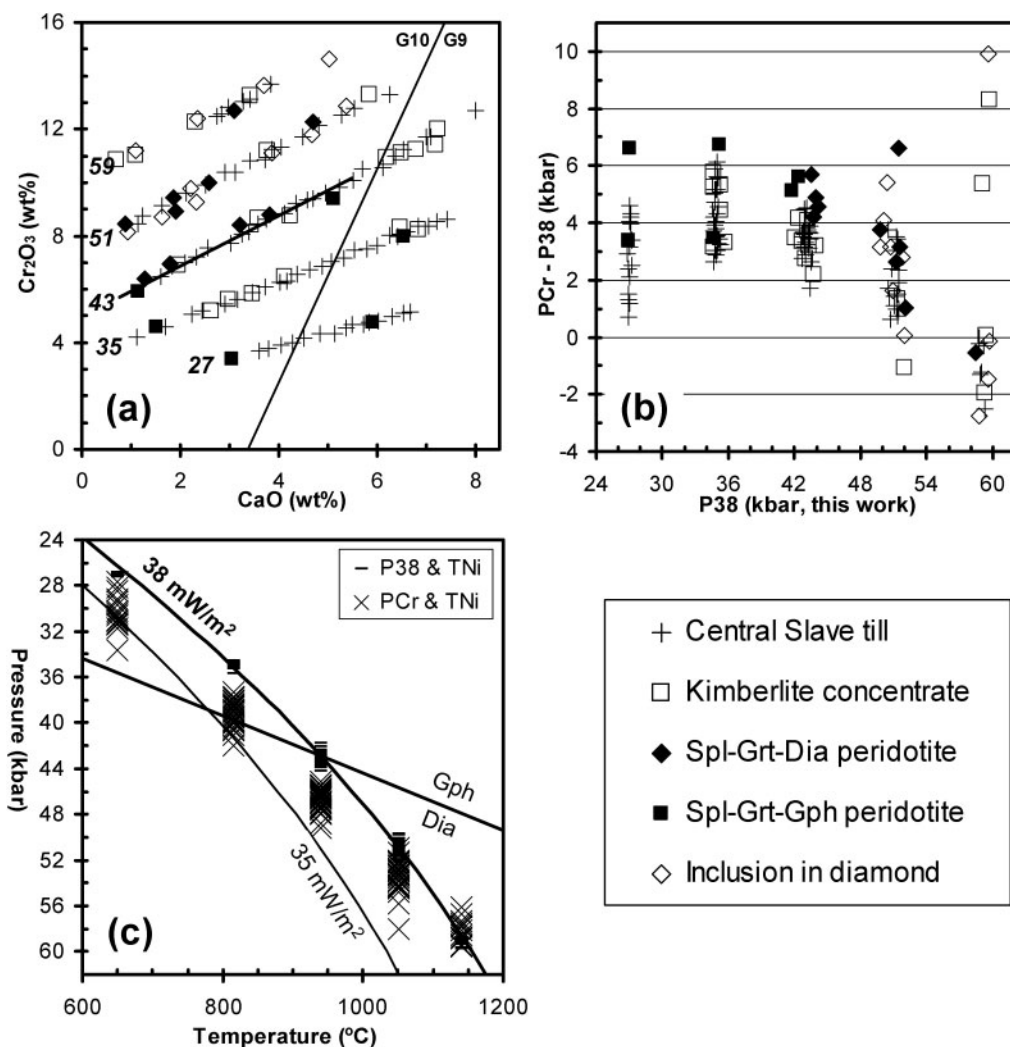 16
12
8
4
0
Cr₂O₃ (wt%)
G10
G9
59
51
43
35
27
(a)
0
2
4
6
8
CaO (wt%)
10
8
6
4
2
0
-2
-4
PCr - P38 (kbar)
(b)
24
30
36
42
48
54
60
P38 (kbar, this work)
24
28
32
36
40
44
48
52
56
60
Pressure (kbar)
38 mW/m²
P38 & TNi
PCr & TNi
Gph
Dia
35 mW/m²
(c)
600
800
1000
1200
Temperature (ºC)
Central Slave till
Kimberlite concentrate
Spl-Grt-Dia peridotite
Spl-Grt-Gph peridotite
Inclusion in diamond